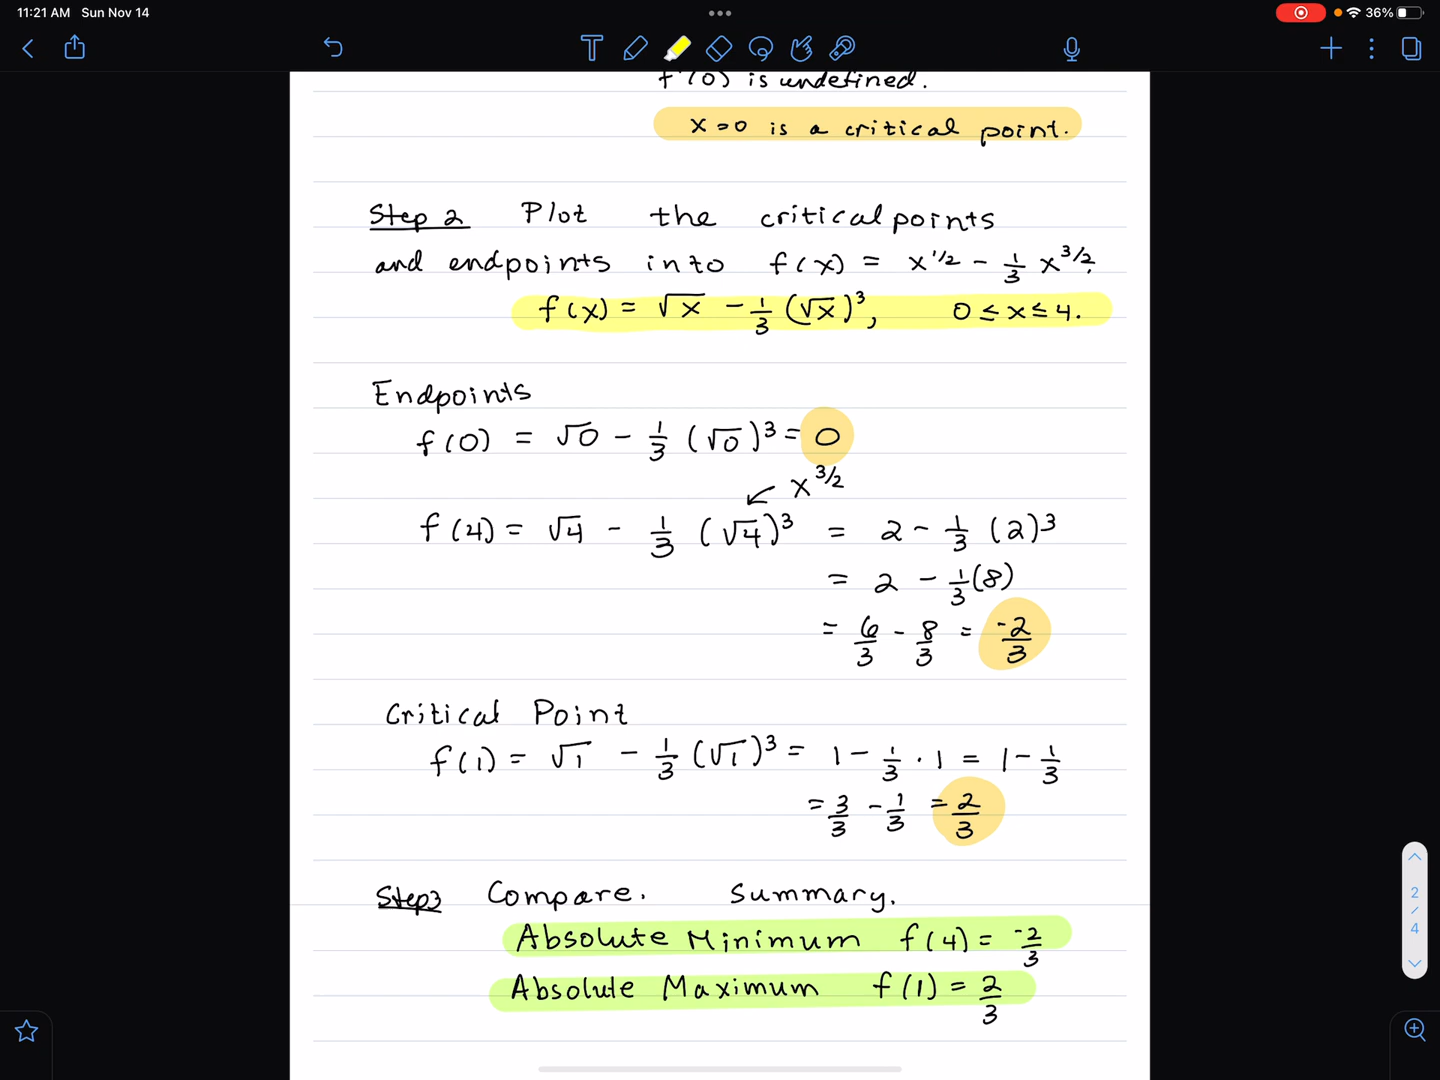 11:21 AM Sun Nov 14
36%
f'(0) is undefined.
x=0 is a critical point.
Step 2 Plot the critical points
and endpoints into f(x) = x^1/2 - 1/3 x^3/2.
f(x) = √x - 1/3 (√x)^3, 0 ≤ x ≤ 4.
Endpoints
f(0) = √0 - 1/3 (√0)^3 = 0
↙ x^3/2
f(4) = √4 - 1/3 (√4)^3 = 2 - 1/3 (2)^3
= 2 - 1/3 (8)
= 6/3 - 8/3 = -2/3
Critical Point
f(1) = √1 - 1/3 (√1)^3 = 1 - 1/3 · 1 = 1 - 1/3
= 3/3 - 1/3 = 2/3
Step3 Compare. Summary.
Absolute Minimum f(4) = -2/3
Absolute Maximum f(1) = 2/3
2/4